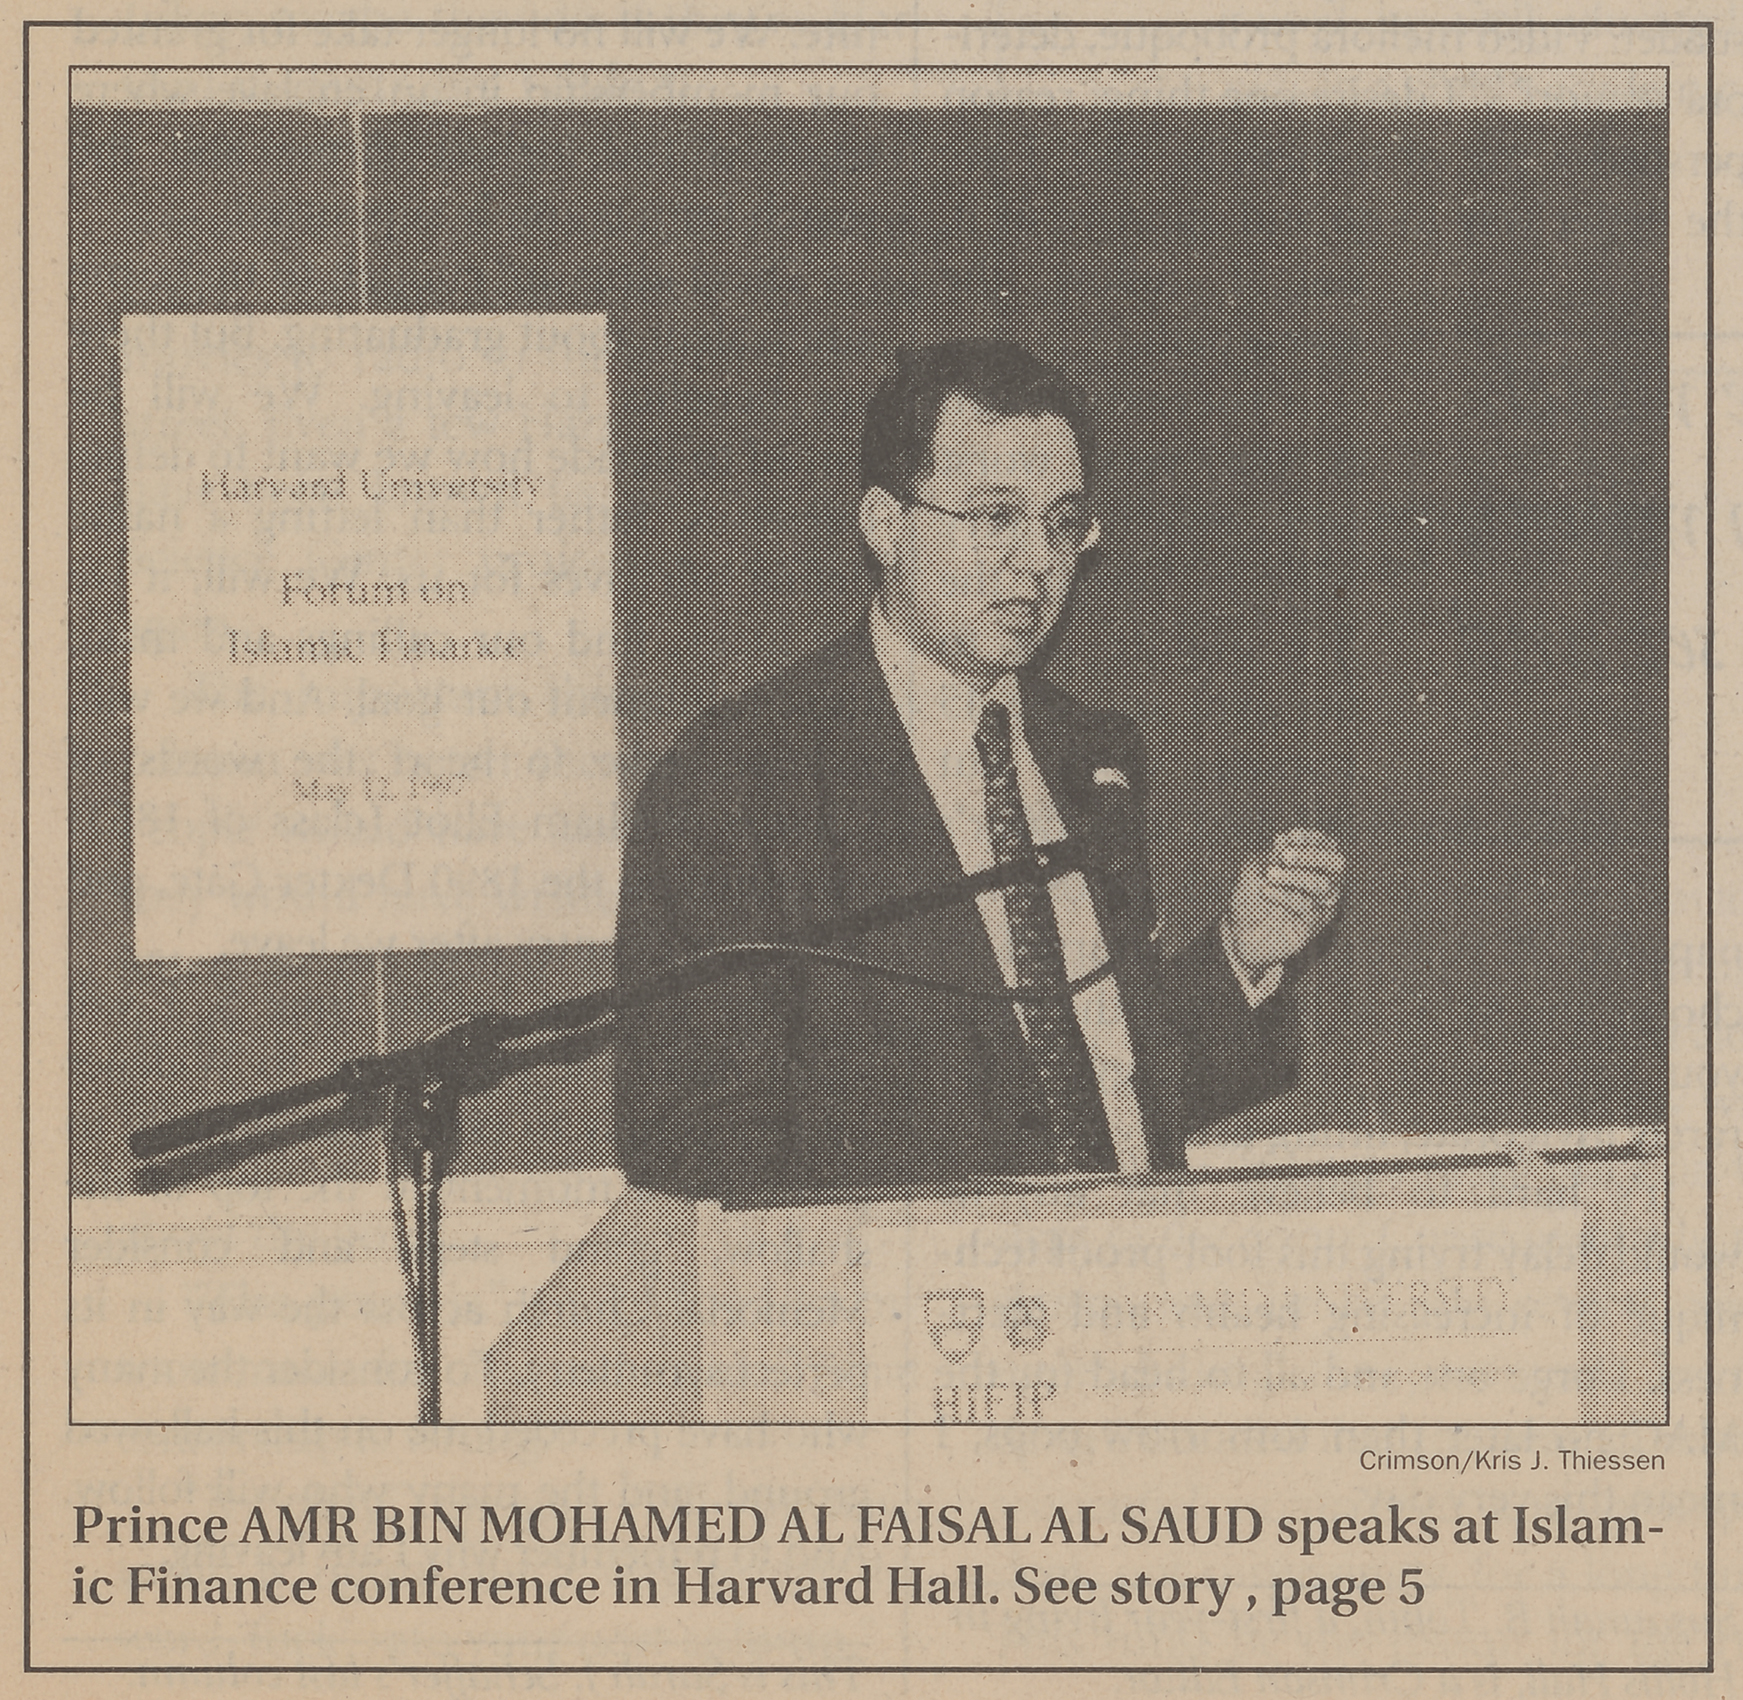 Harvard University
Forum on
Islamic Finance
May 12, 1997
HARVARD UNIVERSITY
HIFIP
Crimson/Kris J. Thiessen
Prince AMR BIN MOHAMED AL FAISAL AL SAUD speaks at Islam-
ic Finance conference in Harvard Hall. See story , page 5